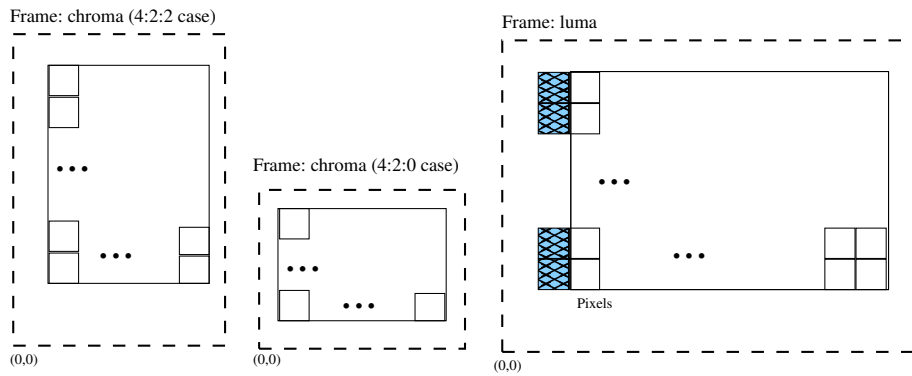 Frame: chroma (4:2:2 case)
Frame: luma
Frame: chroma (4:2:0 case)
Pixels
(0,0)
(0,0)
(0,0)